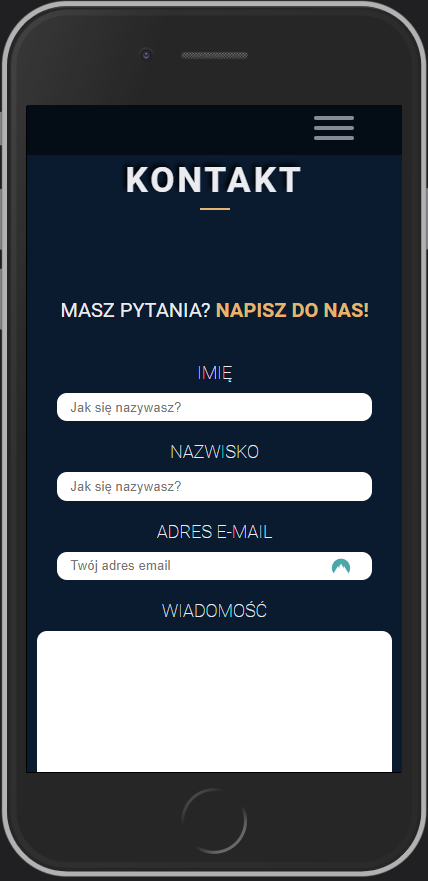 KONTAKT
MASZ PYTANIA? NAPISZ DO NAS!
IMIĘ
Jak się nazywasz?
NAZWISKO
Jak się nazywasz?
ADRES E-MAIL
Twój adres email
WIADOMOŚĆ